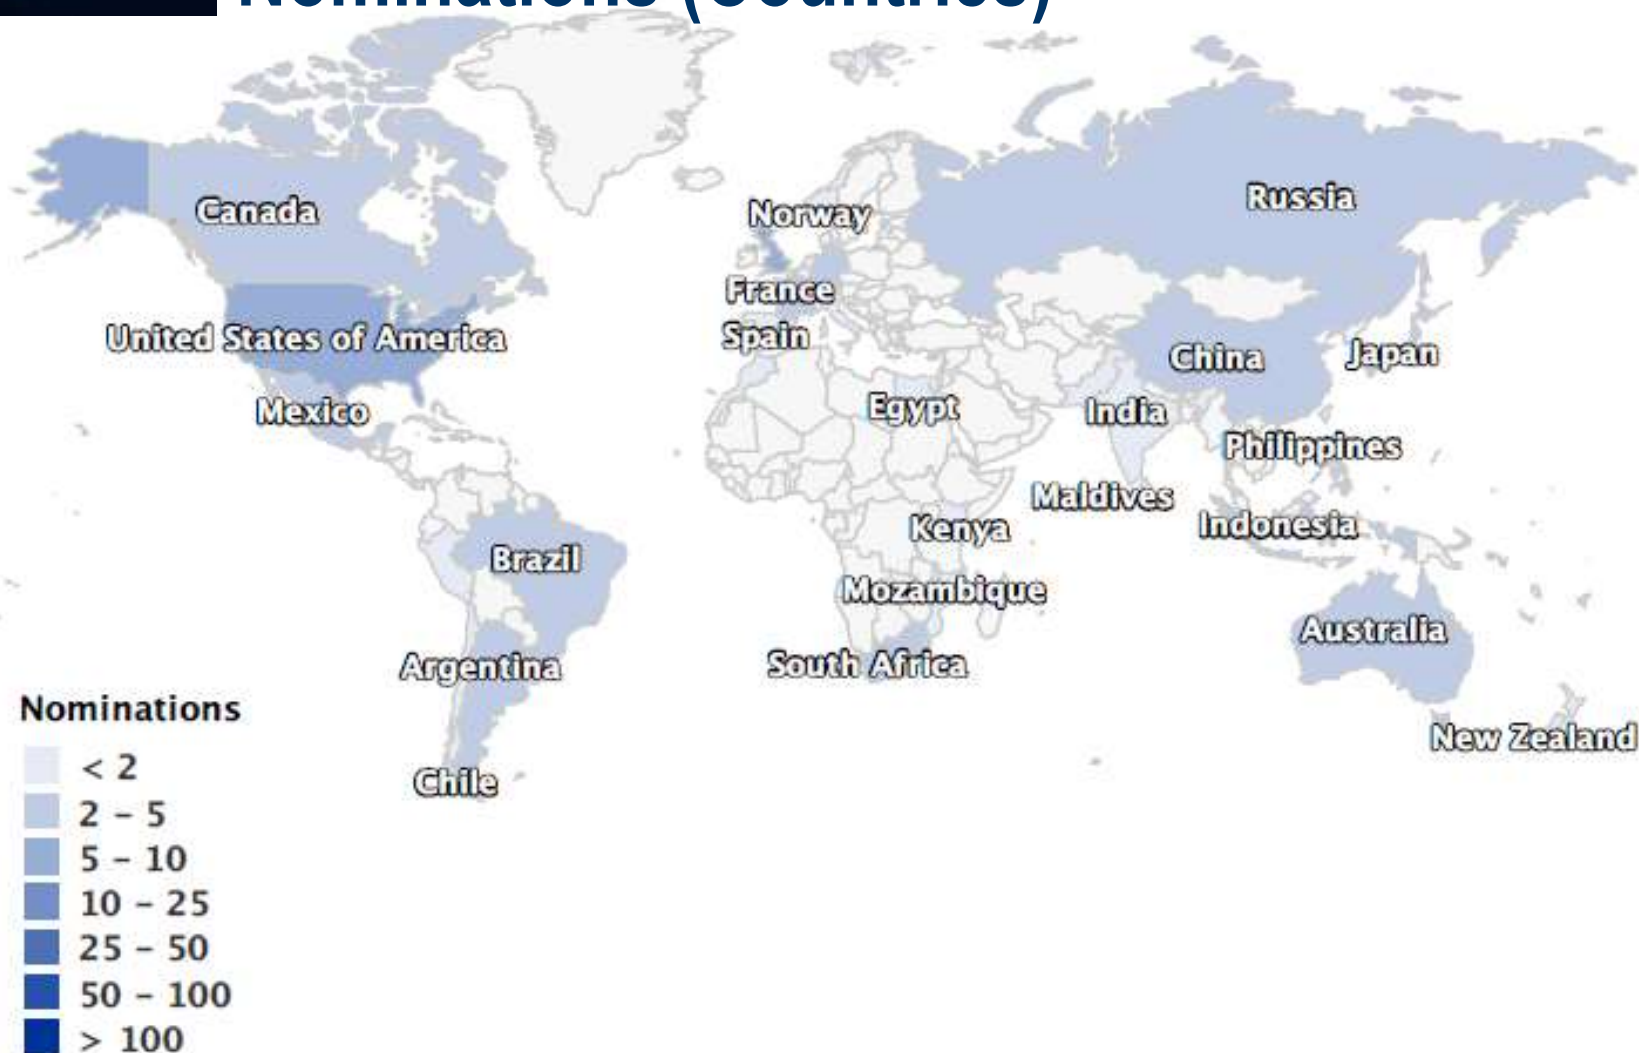 Nominations (Countries)
Canada
Norway
Russia
France
United States of America
Spain
China
Japan
Mexico
Egypt
India
Philippines
Maldives
Kenya
Indonesia
Brazil
Mozambique
Australia
Argentina
South Africa
New Zealand
Chile
Nominations
< 2
2 – 5
5 – 10
10 – 25
25 – 50
50 – 100
> 100